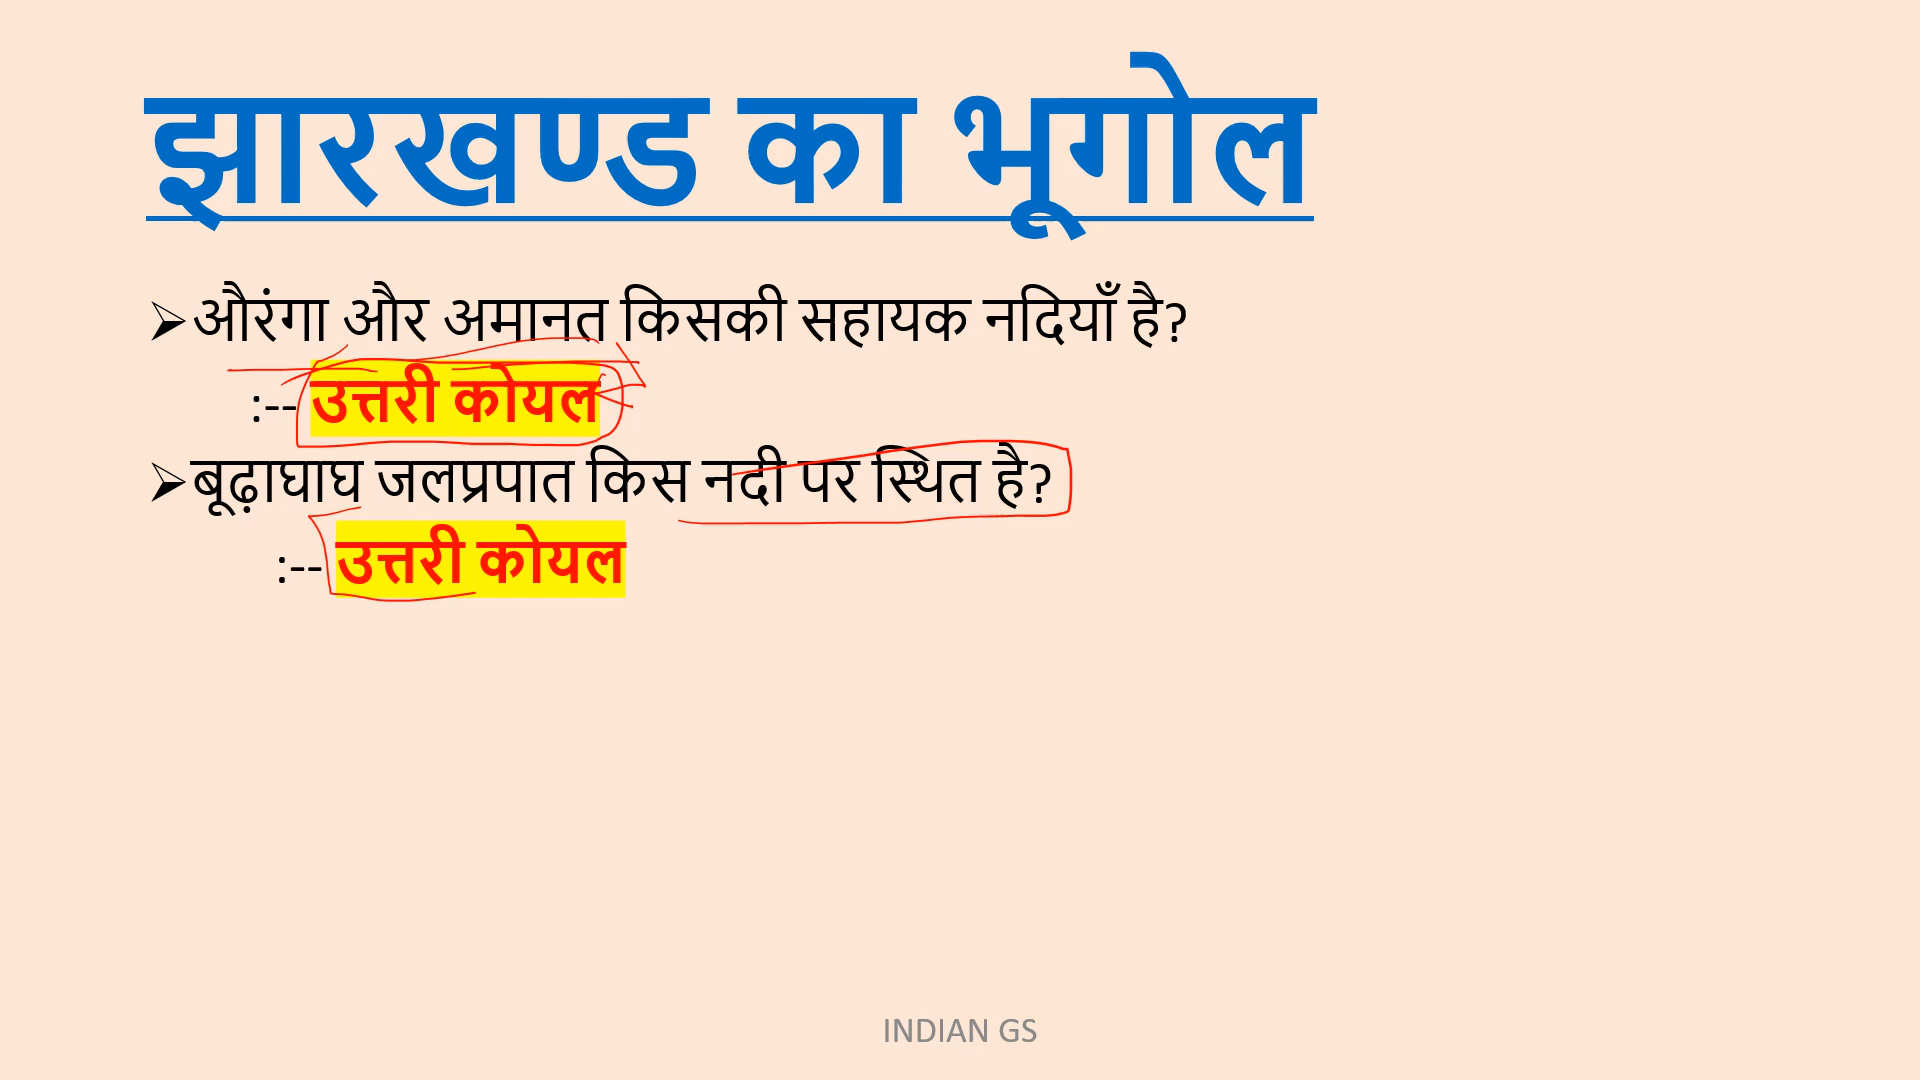 झारखण्ड का भूगोल
➢औरंगा और अमानत किसकी सहायक नदियाँ है?
:-- उत्तरी कोयल
➢बूढ़ाघाघ जलप्रपात किस नदी पर स्थित है?
:-- उत्तरी कोयल
INDIAN GS